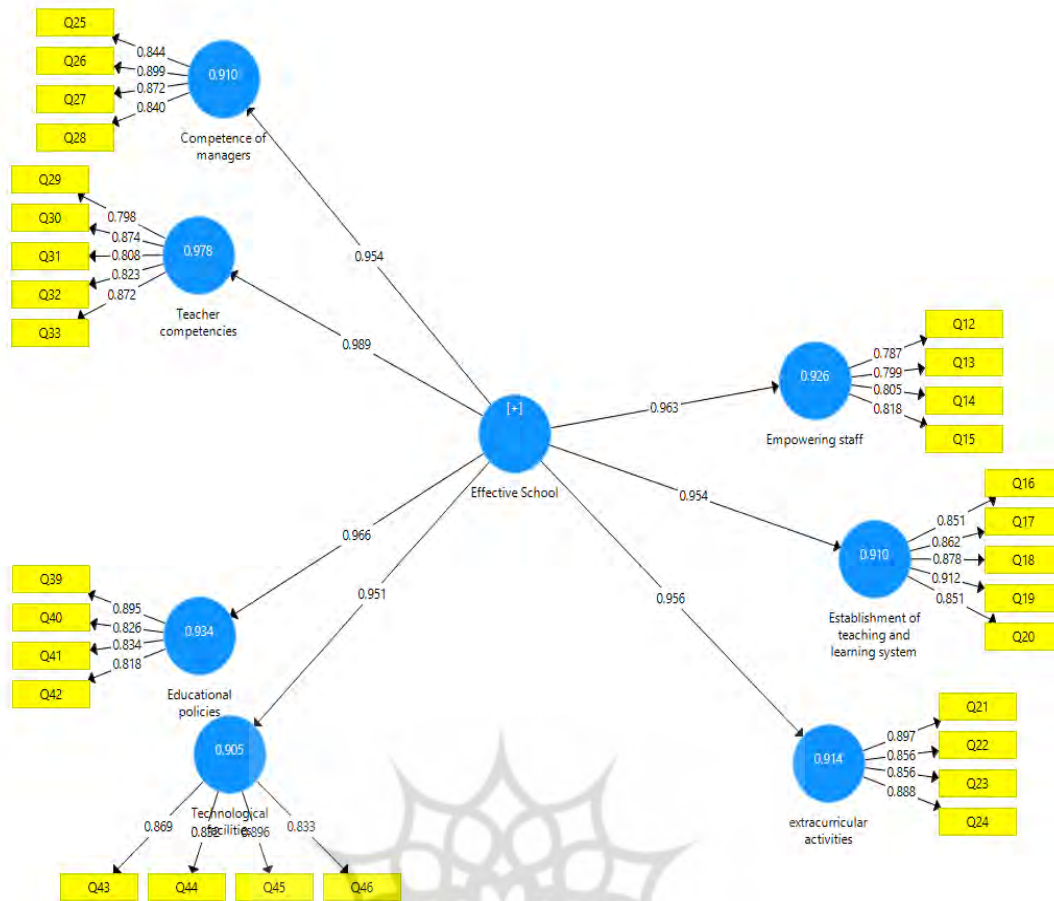 Q25
Q26
Q27
Q28
0.844
0.899
0.872
0.840
0.910
Competence of
managers
Q29
Q30
Q31
Q32
Q33
0.798
0.874
0.808
0.823
0.872
0.978
Teacher
competencies
0.954
0.989
[+]
Effective School
0.963
0.926
Empowering staff
0.787
0.799
0.805
0.818
Q12
Q13
Q14
Q15
0.954
0.910
Establishment of
teaching and
learning system
0.851
0.862
0.878
0.912
0.851
Q16
Q17
Q18
Q19
Q20
0.966
0.951
0.956
Q39
Q40
Q41
Q42
0.895
0.826
0.834
0.818
0.934
Educational
policies
0.905
Technological
facilities
0.869
0.896
0.833
Q43
Q44
Q45
Q46
0.914
extracurricular
activities
0.897
0.856
0.856
0.888
Q21
Q22
Q23
Q24